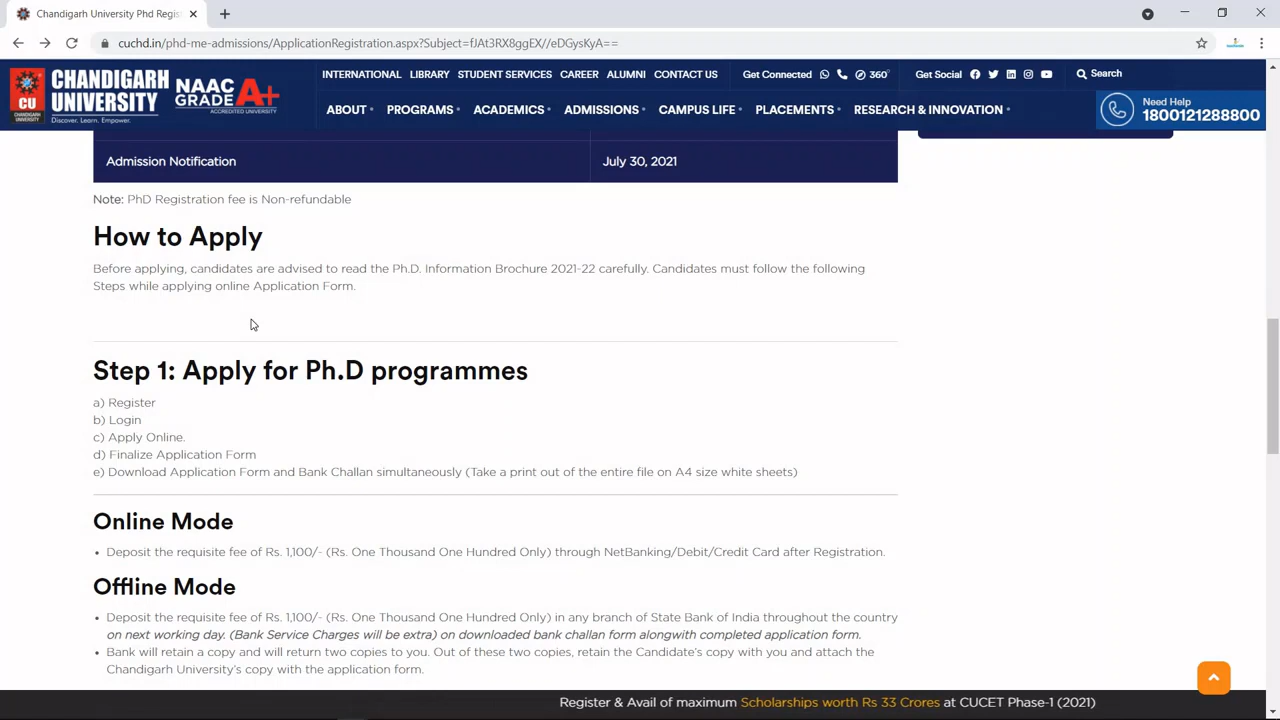 Chandigarh University Phd Regis
cuchd.in/phd-me-admissions/ApplicationRegistration.aspx?Subject=fJAt3RX8ggEX//eDGysKyA==
CU
CHANDIGARH UNIVERSITY
CHANDIGARH
UNIVERSITY
Discover. Learn. Empower.
NAAC
GRADE A+
ACCREDITED UNIVERSITY
INTERNATIONAL LIBRARY STUDENT SERVICES CAREER ALUMNI CONTACT US Get Connected 360° Get Social Search
ABOUT PROGRAMS ACADEMICS ADMISSIONS CAMPUS LIFE PLACEMENTS RESEARCH & INNOVATION
Need Help
1800121288800
Admission Notification July 30, 2021
Note: PhD Registration fee is Non-refundable
How to Apply
Before applying, candidates are advised to read the Ph.D. Information Brochure 2021-22 carefully. Candidates must follow the following
Steps while applying online Application Form.
Step 1: Apply for Ph.D programmes
a) Register
b) Login
c) Apply Online.
d) Finalize Application Form
e) Download Application Form and Bank Challan simultaneously (Take a print out of the entire file on A4 size white sheets)
Online Mode
• Deposit the requisite fee of Rs. 1,100/- (Rs. One Thousand One Hundred Only) through NetBanking/Debit/Credit Card after Registration.
Offline Mode
• Deposit the requisite fee of Rs. 1,100/- (Rs. One Thousand One Hundred Only) in any branch of State Bank of India throughout the country
on next working day. (Bank Service Charges will be extra) on downloaded bank challan form alongwith completed application form.
• Bank will retain a copy and will return two copies to you. Out of these two copies, retain the Candidate's copy with you and attach the
Chandigarh University's copy with the application form.
Register & Avail of maximum Scholarships worth Rs 33 Crores at CUCET Phase-1 (2021)